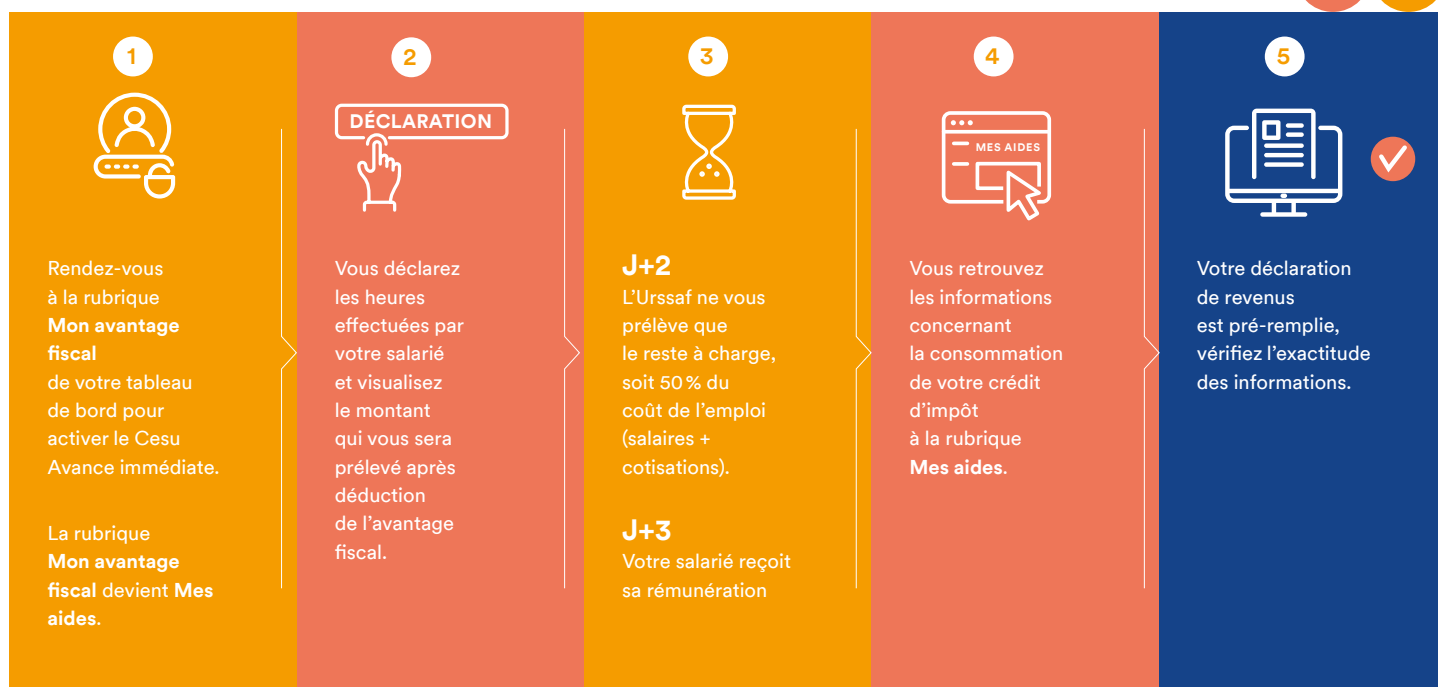 1
Rendez-vous
à la rubrique
Mon avantage
fiscal
de votre tableau
de bord pour
activer le Cesu
Avance immédiate.
La rubrique
Mon avantage
fiscal devient Mes
aides.
2
DÉCLARATION
Vous déclarez
les heures
effectuées par
votre salarié
et visualisez
le montant
qui vous sera
prélevé après
déduction
de l’avantage
fiscal.
3
J+2
L’Urssaf ne vous
prélève que
le reste à charge,
soit 50 % du
coût de l’emploi
(salaires +
cotisations).
J+3
Votre salarié reçoit
sa rémunération
4
MES AIDES
Vous retrouvez
les informations
concernant
la consommation
de votre crédit
d’impôt
à la rubrique
Mes aides.
5
Votre déclaration
de revenus
est pré-remplie,
vérifiez l’exactitude
des informations.